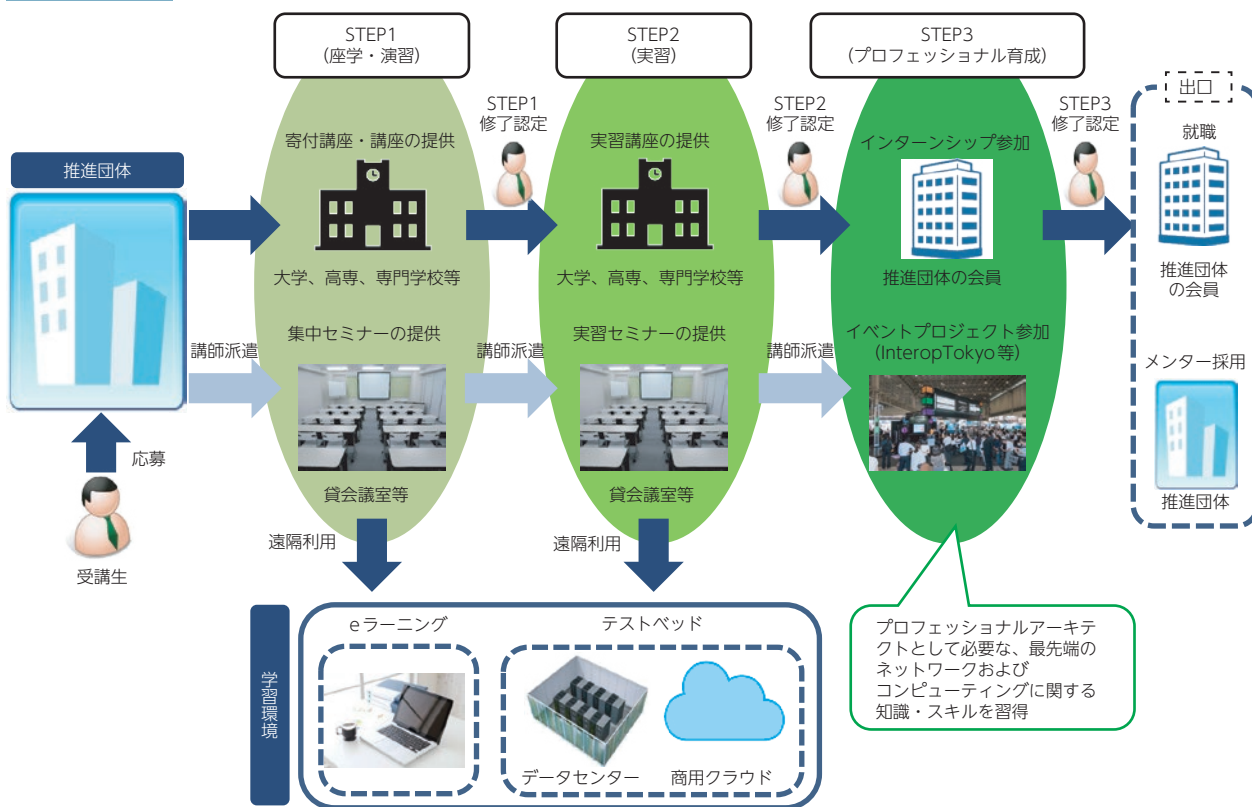 STEP1
(座学・演習)
STEP2
(実習)
STEP3
(プロフェッショナル育成)
出口
推進団体
寄付講座・講座の提供
大学、高専、専門学校等
STEP1
修了認定
実習講座の提供
大学、高専、専門学校等
STEP2
修了認定
インターンシップ参加
推進団体の会員
STEP3
修了認定
就職
推進団体
の会員
講師派遣
集中セミナーの提供
貸会議室等
講師派遣
実習セミナーの提供
貸会議室等
講師派遣
イベントプロジェクト参加
(InteropTokyo等)
メンター採用
推進団体
応募
受講生
遠隔利用
遠隔利用
学習環境
eラーニング
テストベッド
データセンター
商用クラウド
プロフェッショナルアーキテ
クトとして必要な、最先端の
ネットワークおよび
コンピューティングに関する
知識・スキルを習得